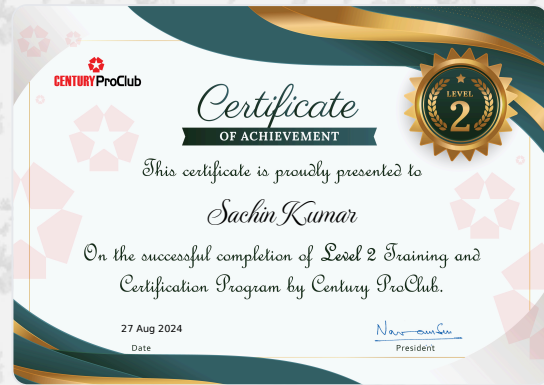 CENTURY ProClub
Certificate
OF ACHIEVEMENT
LEVEL
2
This certificate is proudly presented to
Sachin Kumar
On the successful completion of Level 2 Training and
Certification Program by Century ProClub.
27 Aug 2024
Date
President